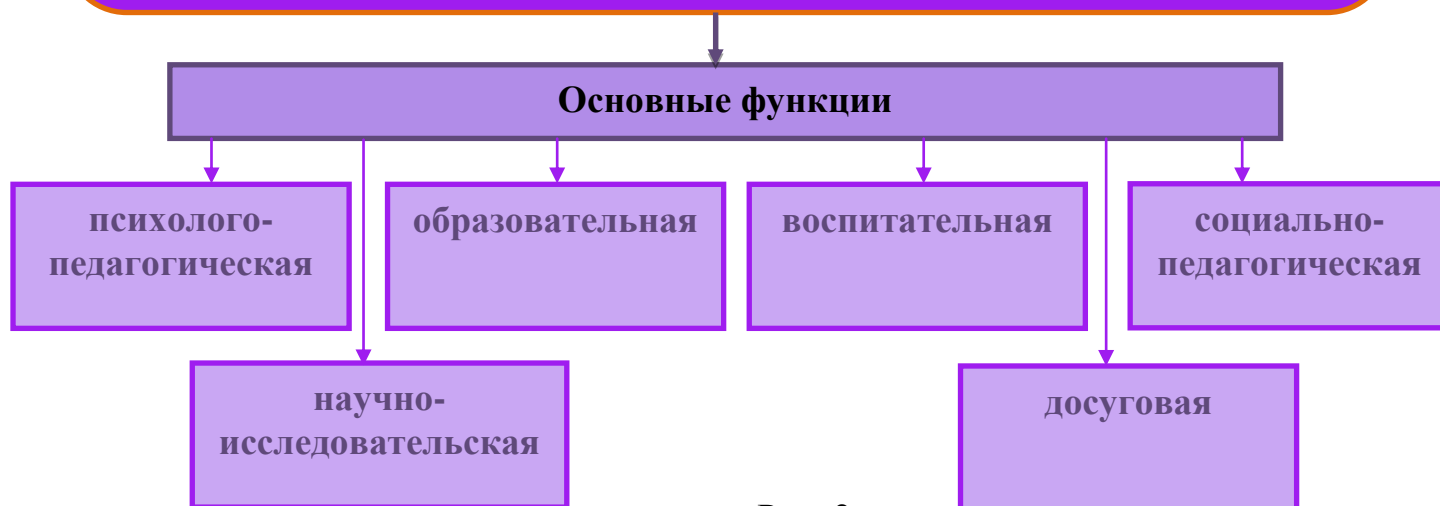 Основные функции
психолого-
педагогическая
образовательная
воспитательная
социально-
педагогическая
научно-
исследовательская
досуговая